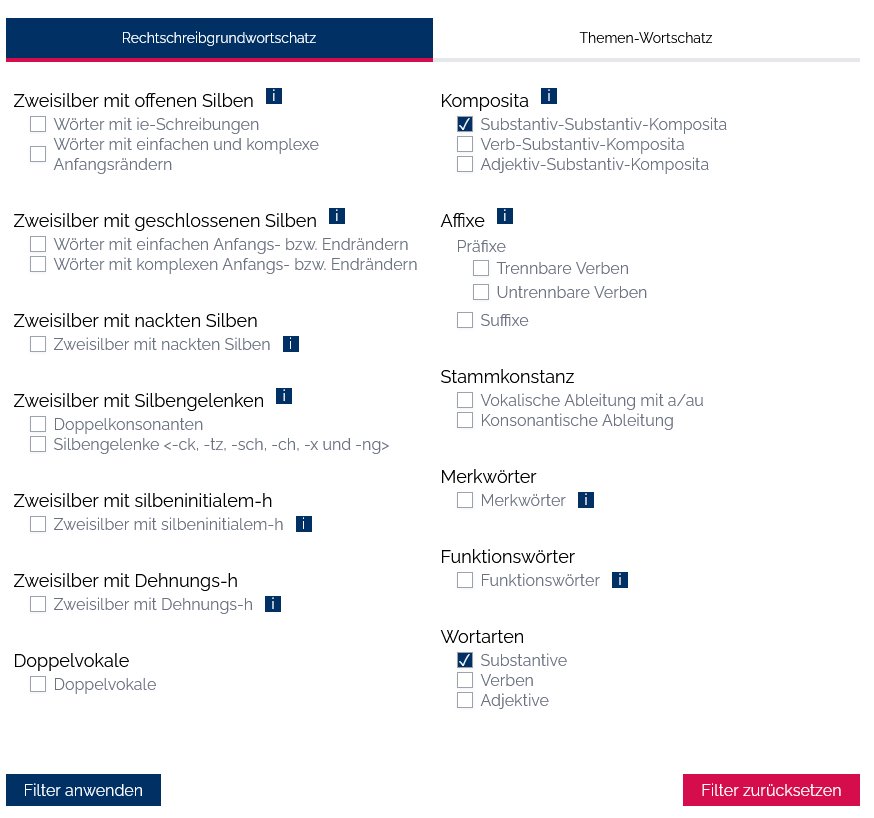 Rechtschreibgrundwortschatz
Themen-Wortschatz
Zweisilber mit offenen Silben i
Wörter mit ie-Schreibungen
Wörter mit einfachen und komplexe
Anfangsrändern
Zweisilber mit geschlossenen Silben i
Wörter mit einfachen Anfangs- bzw. Endrändern
Wörter mit komplexen Anfangs- bzw. Endrändern
Zweisilber mit nackten Silben
Zweisilber mit nackten Silben i
Zweisilber mit Silbengelenken i
Doppelkonsonanten
Silbengelenke <-ck, -tz, -sch, -ch, -x und -ng>
Zweisilber mit silbeninitialem-h
Zweisilber mit silbeninitialem-h i
Zweisilber mit Dehnungs-h
Zweisilber mit Dehnungs-h i
Doppelvokale
Doppelvokale
Komposita i
Substantiv-Substantiv-Komposita
Verb-Substantiv-Komposita
Adjektiv-Substantiv-Komposita
Affixe i
Präfixe
Trennbare Verben
Untrennbare Verben
Suffixe
Stammkonstanz
Vokalische Ableitung mit a/au
Konsonantische Ableitung
Merkwörter
Merkwörter i
Funktionswörter
Funktionswörter i
Wortarten
Substantive
Verben
Adjektive
Filter anwenden
Filter zurücksetzen